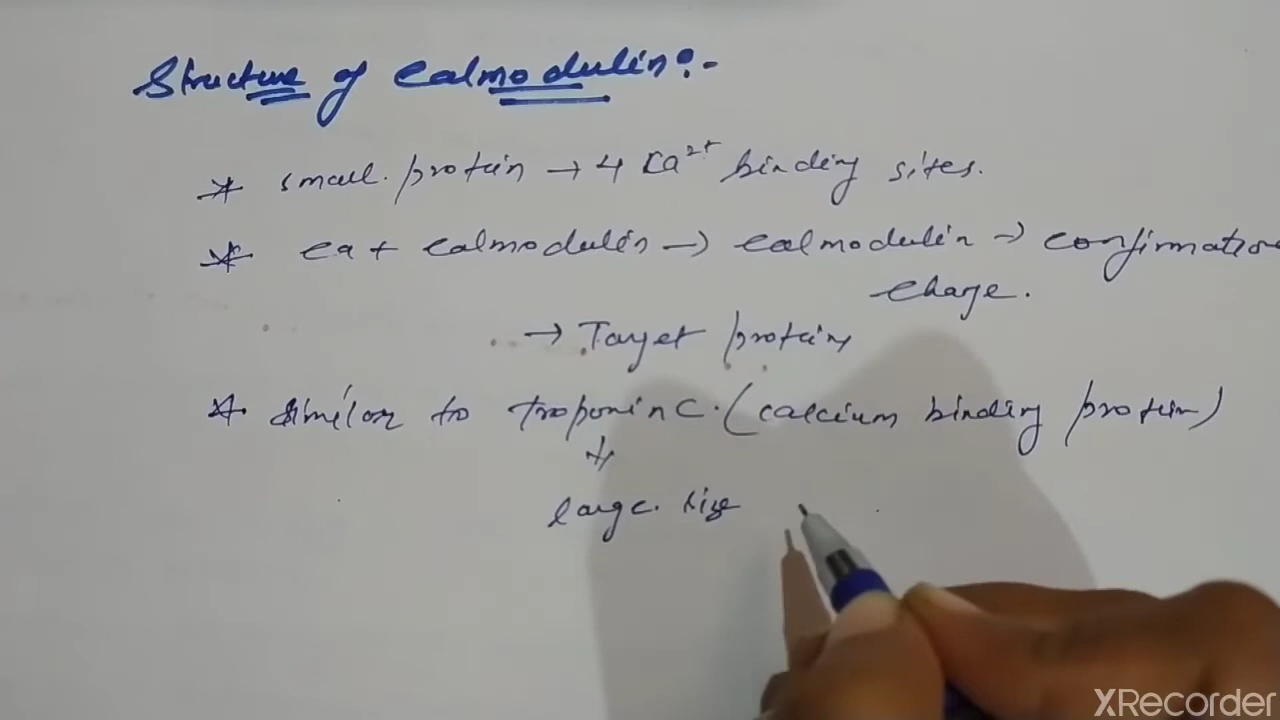 Structure of Calmodulin:-
* small protein → 4 Ca²⁺ binding sites.
* Ca + Calmodulin → Calmodulin → confirmation
change.
→ Target protein
* similar to troponin C. (calcium binding protein)
↓
large size
XRecorder